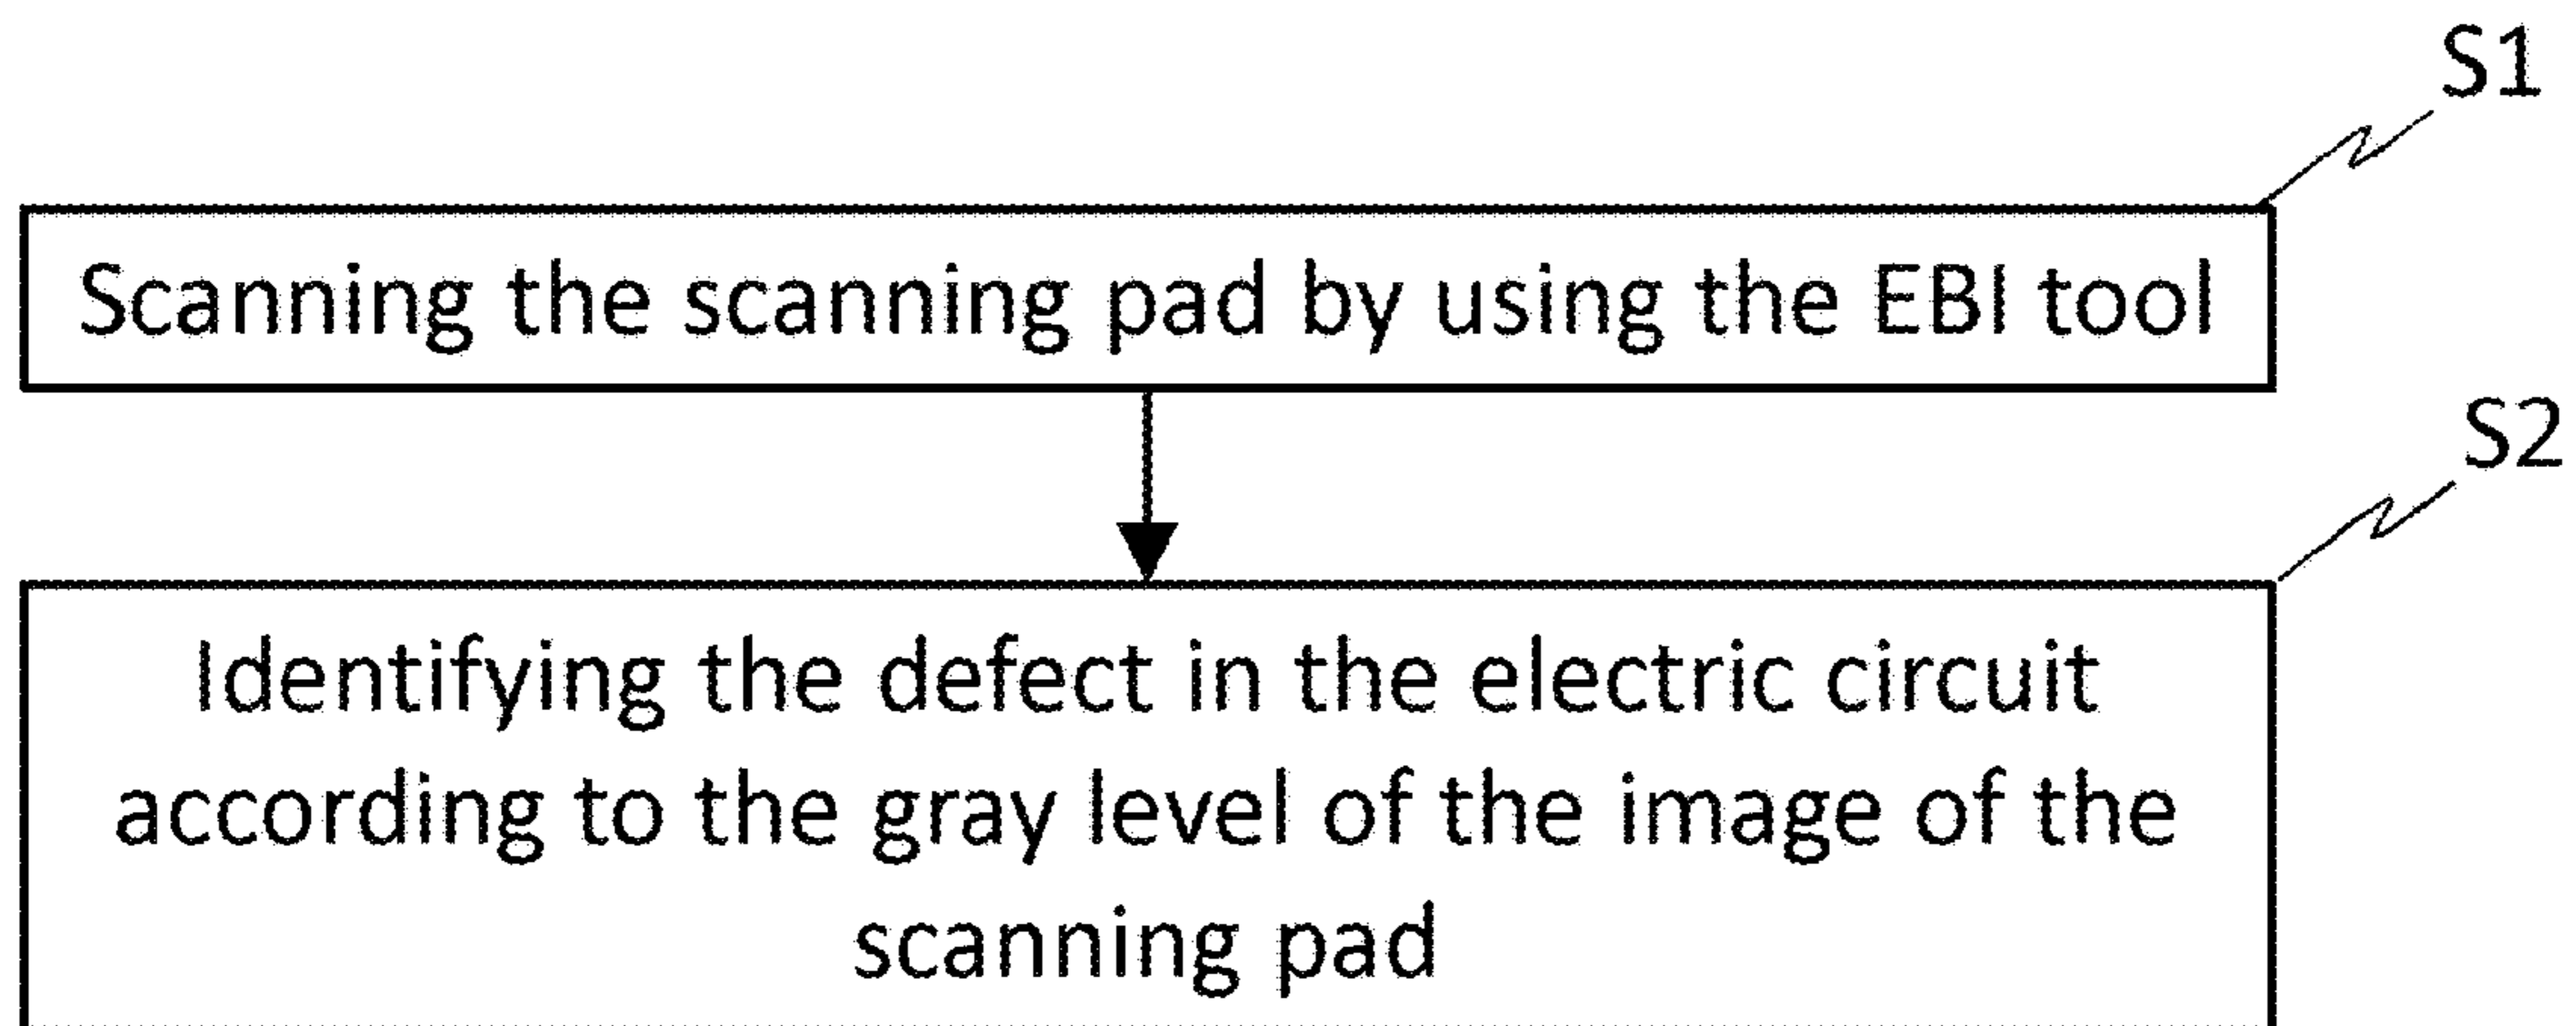 S1
Scanning the scanning pad by using the EBI tool
S2
Identifying the defect in the electric circuit
according to the gray level of the image of the
scanning pad